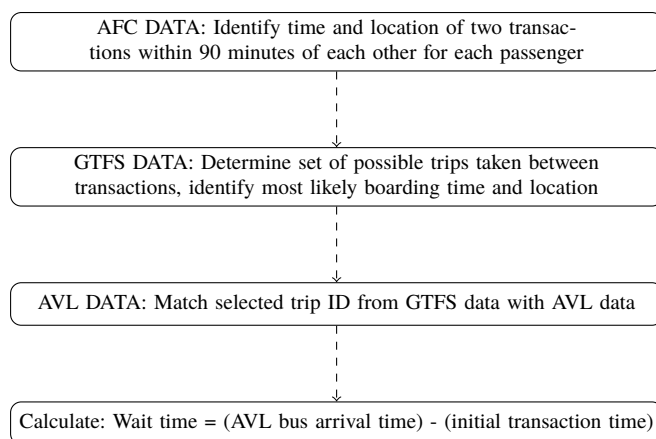 AFC DATA: Identify time and location of two transac-
tions within 90 minutes of each other for each passenger
GTFS DATA: Determine set of possible trips taken between
transactions, identify most likely boarding time and location
AVL DATA: Match selected trip ID from GTFS data with AVL data
Calculate: Wait time = (AVL bus arrival time) - (initial transaction time)